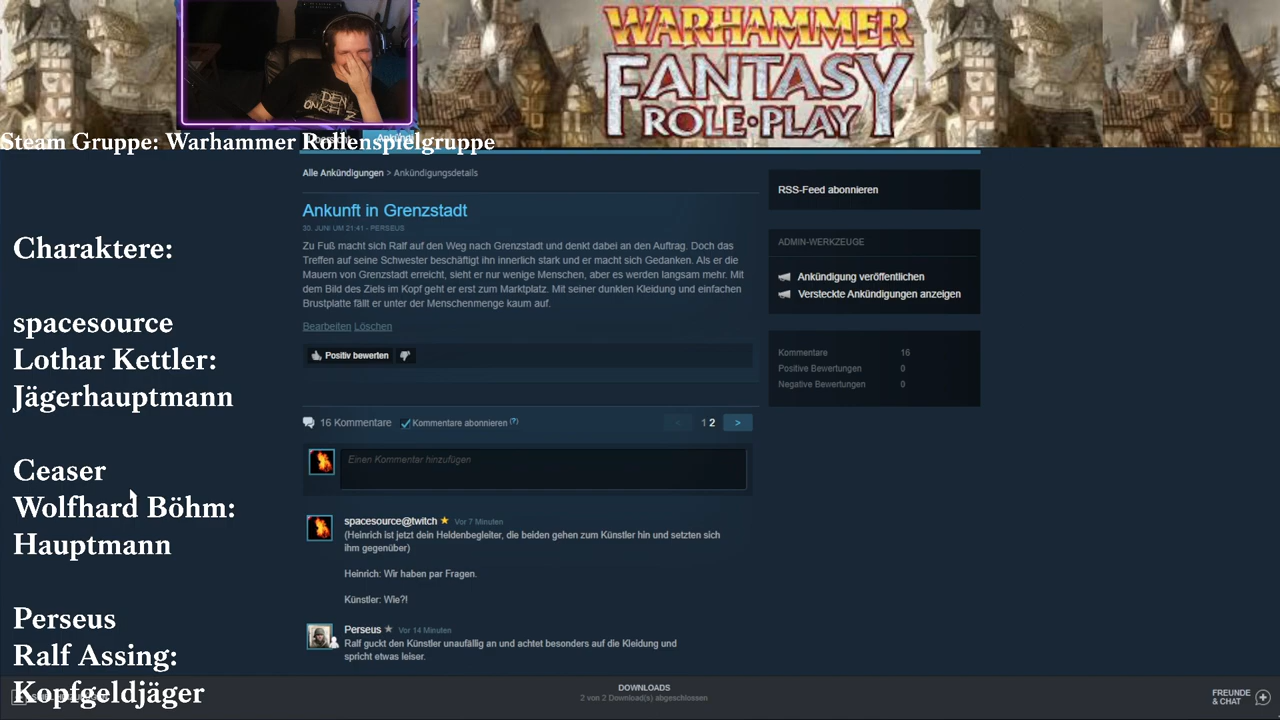 WARHAMMER
FANTASY
ROLE·PLAY
Steam Gruppe: Warhammer Rollenspielgruppe
Alle Ankündigungen > Ankündigungsdetails
Ankunft in Grenzstadt
30. JUNI UM 21:41 - PERSEUS
Zu Fuß macht sich Ralf auf den Weg nach Grenzstadt und denkt dabei an den Auftrag. Doch das
Treffen auf seine Schwester beschäftigt ihn innerlich stark und er macht sich Gedanken. Als er die
Mauern von Grenzstadt erreicht, sieht er nur wenige Menschen, aber es werden langsam mehr. Mit
dem Bild des Ziels im Kopf geht er erst zum Marktplatz. Mit seiner dunklen Kleidung und einfachen
Brustplatte fällt er unter der Menschenmenge kaum auf.
Bearbeiten Löschen
Positiv bewerten
16 Kommentare Kommentare abonnieren (?)
< 1 2 >
Einen Kommentar hinzufügen
spacesource@twitch Vor 7 Minuten
(Heinrich ist jetzt dein Heldenbegleiter, die beiden gehen zum Künstler hin und setzten sich
ihm gegenüber)
Heinrich: Wir haben par Fragen.
Künstler: Wie?!
Perseus Vor 14 Minuten
Ralf guckt den Künstler unaufällig an und achtet besonders auf die Kleidung und
spricht etwas leiser.
RSS-Feed abonnieren
ADMIN-WERKZEUGE
Ankündigung veröffentlichen
Versteckte Ankündigungen anzeigen
Kommentare 16
Positive Bewertungen 0
Negative Bewertungen 0
Charaktere:
spacesource
Lothar Kettler:
Jägerhauptmann
Ceaser
Wolfhard Böhm:
Hauptmann
Perseus
Ralf Assing:
Kopfgeldjäger
DOWNLOADS
2 von 2 Download(s) abgeschlossen
FREUNDE
& CHAT